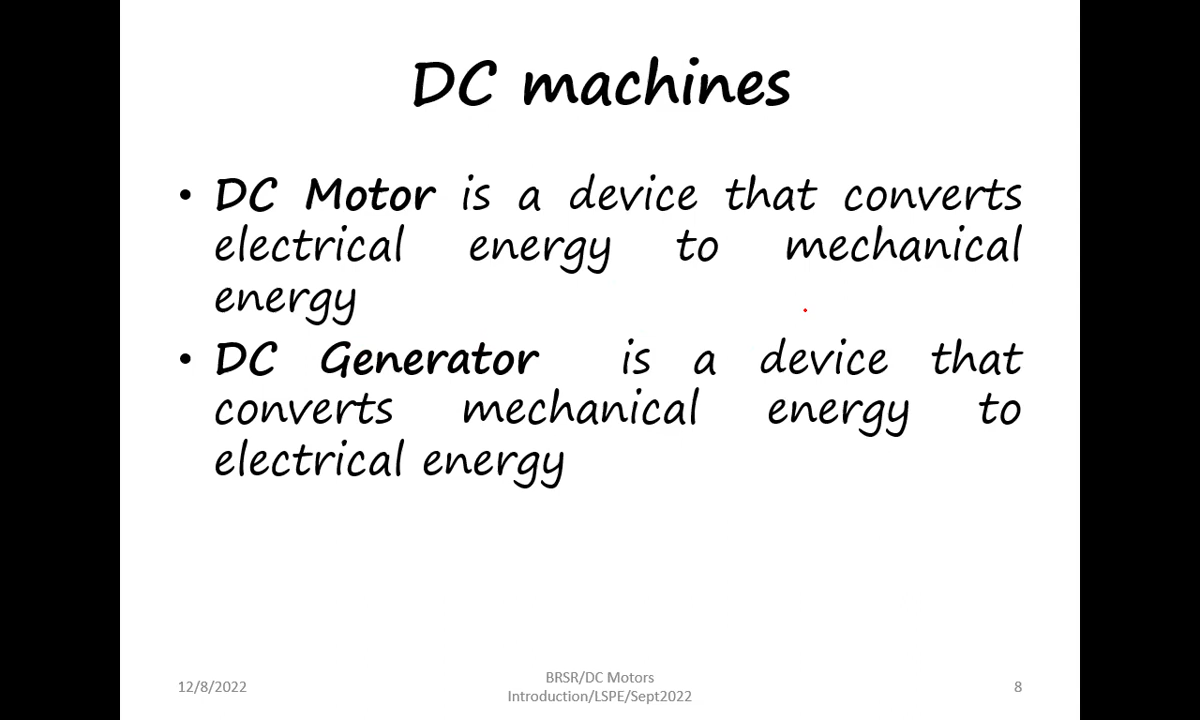 DC machines
• DC Motor is a device that converts
electrical energy to mechanical
energy
• DC Generator is a device that
converts mechanical energy to
electrical energy
12/8/2022
BRSR/DC Motors
Introduction/LSPE/Sept2022
8